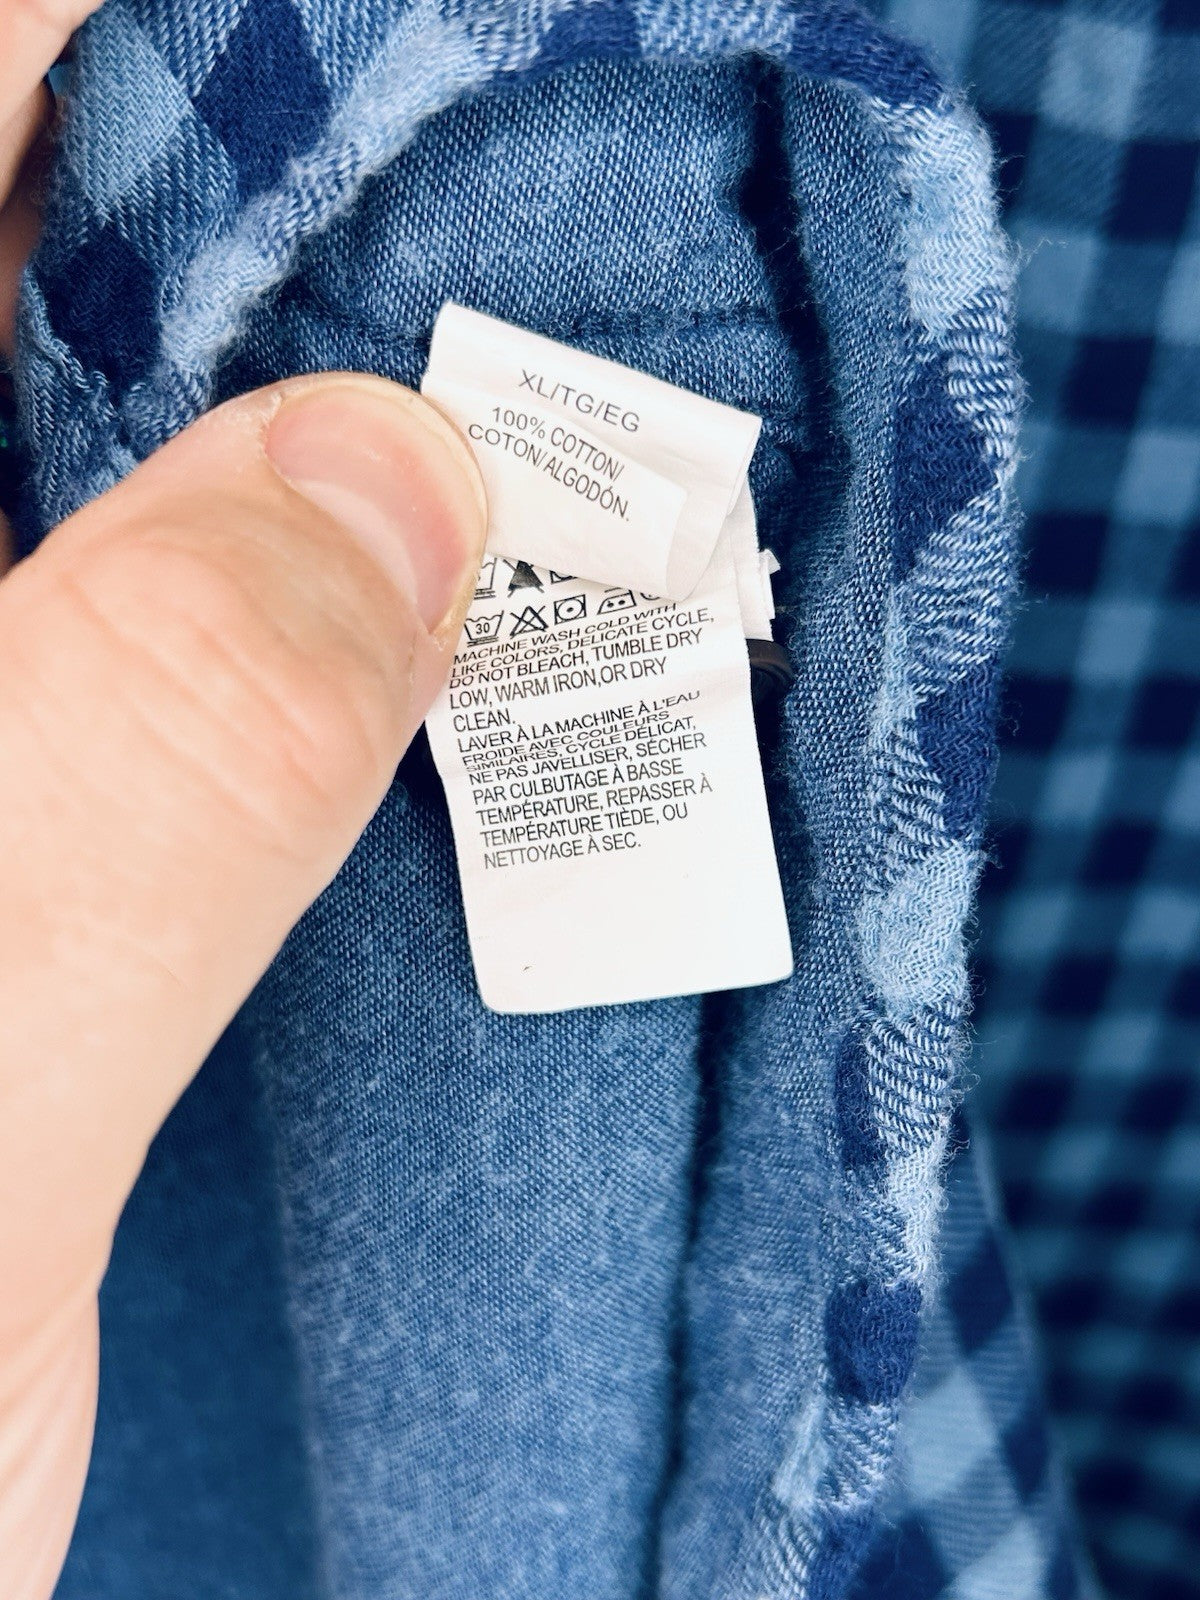 XL/TG/EG
100% COTTON/
COTON/ALGODÓN.
30
MACHINE WASH COLD WITH
LIKE COLORS, DELICATE CYCLE,
DO NOT BLEACH, TUMBLE DRY
LOW, WARM IRON,OR DRY
CLEAN.
LAVER À LA MACHINE À L'EAU
FROIDE AVEC COULEURS
SIMILAIRES, CYCLE DÉLICAT,
NE PAS JAVELLISER, SÉCHER
PAR CULBUTAGE À BASSE
TEMPÉRATURE, REPASSER À
TEMPÉRATURE TIÈDE, OU
NETTOYAGE À SEC.